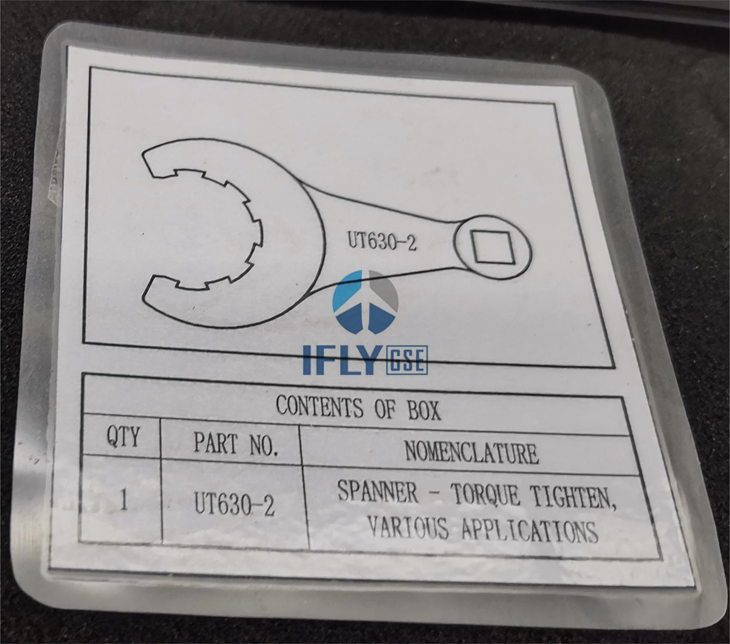 UT630-2
IFLY GSE
CONTENTS OF BOX
QTY PART NO. NOMENCLATURE
1 UT630-2 SPANNER - TORQUE TIGHTEN,
VARIOUS APPLICATIONS